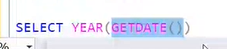 SELECT YEAR(GETDATE())
%